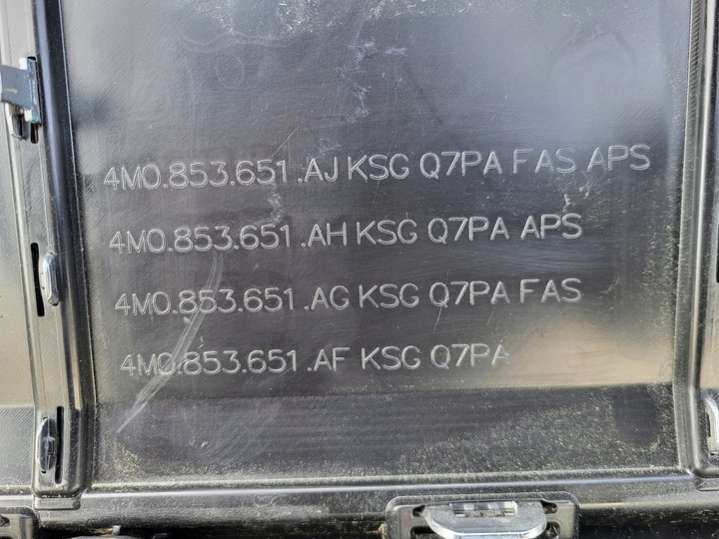 4M0.853.651.AJ KSG Q7PA FAS APS
4M0.853.651.AH KSG Q7PA APS
4M0.853.651.AG KSG Q7PA FAS
4M0.853.651.AF KSG Q7PA